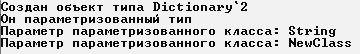 Создан объект типа Dictionary`2
Он параметризованный тип
Параметр параметризованного класса: String
Параметр параметризованного класса: NewClass